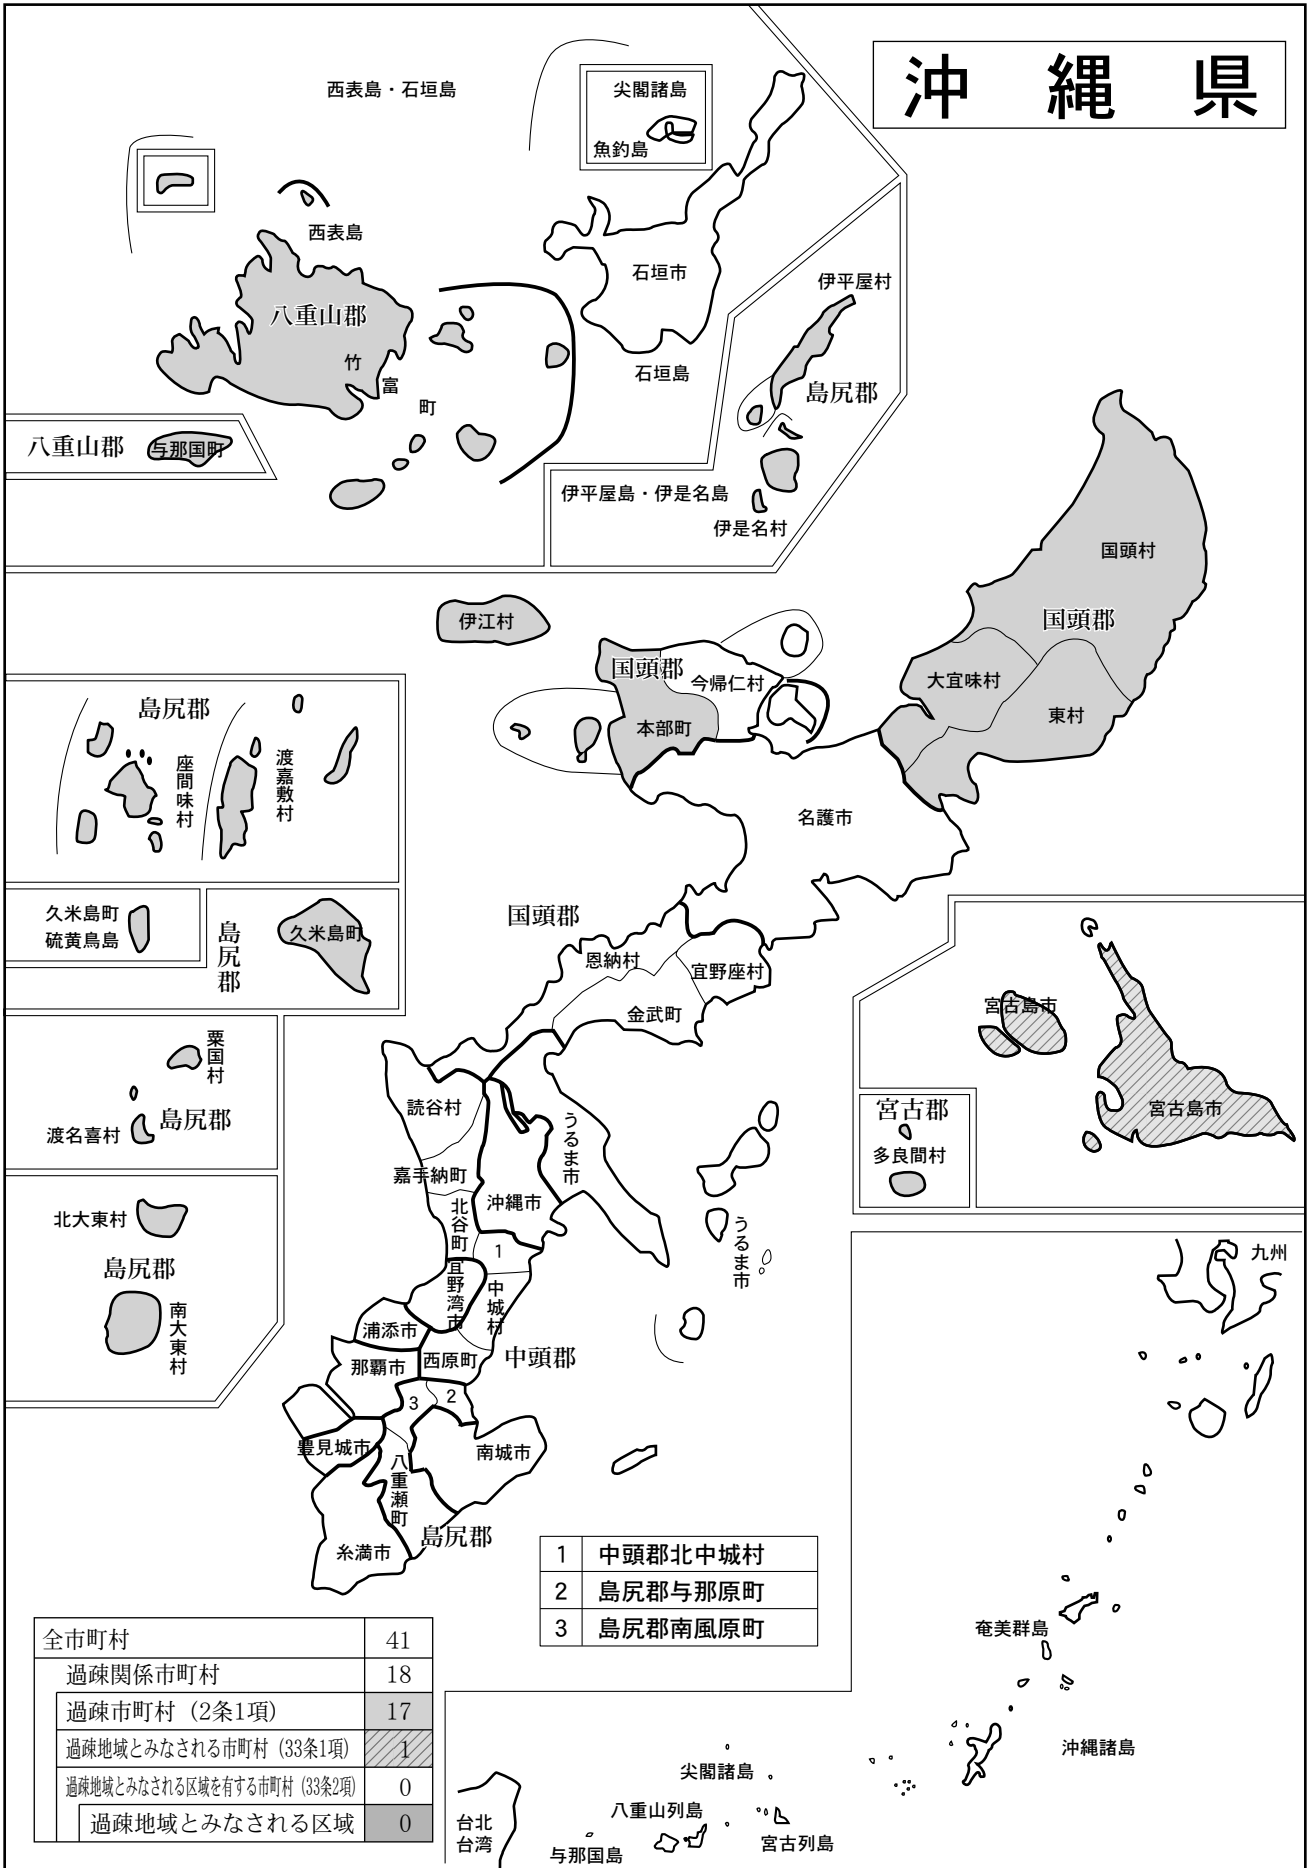 沖縄県
西表島・石垣島
尖閣諸島
魚釣島
西表島
石垣市
八重山郡
竹富町
石垣島
伊平屋村
島尻郡
八重山郡
与那国町
伊平屋島・伊是名島
伊是名村
国頭村
国頭郡
伊江村
国頭郡
今帰仁村
大宜味村
本部町
東村
島尻郡
座間味村
渡嘉敷村
名護市
久米島町
硫黄鳥島
島尻郡
久米島町
国頭郡
恩納村
宜野座村
金武町
宮古島市
宮古島市
粟国村
島尻郡
渡名喜村
読谷村
うるま市
宮古郡
多良間村
嘉手納町
沖縄市
北谷町
北大東村
島尻郡
南大東村
1
うるま市
九州
宜野湾市
中城村
浦添市
那覇市
西原町
中頭郡
3
2
豊見城市
南城市
八重瀬町
島尻郡
糸満市
1 中頭郡北中城村
2 島尻郡与那原町
3 島尻郡南風原町
全市町村 41
過疎関係市町村 18
過疎市町村（2条1項） 17
過疎地域とみなされる市町村（33条1項） 1
過疎地域とみなされる区域を有する市町村（33条2項） 0
過疎地域とみなされる区域 0
奄美群島
沖縄諸島
尖閣諸島
八重山列島
宮古列島
与那国島
台北
台湾